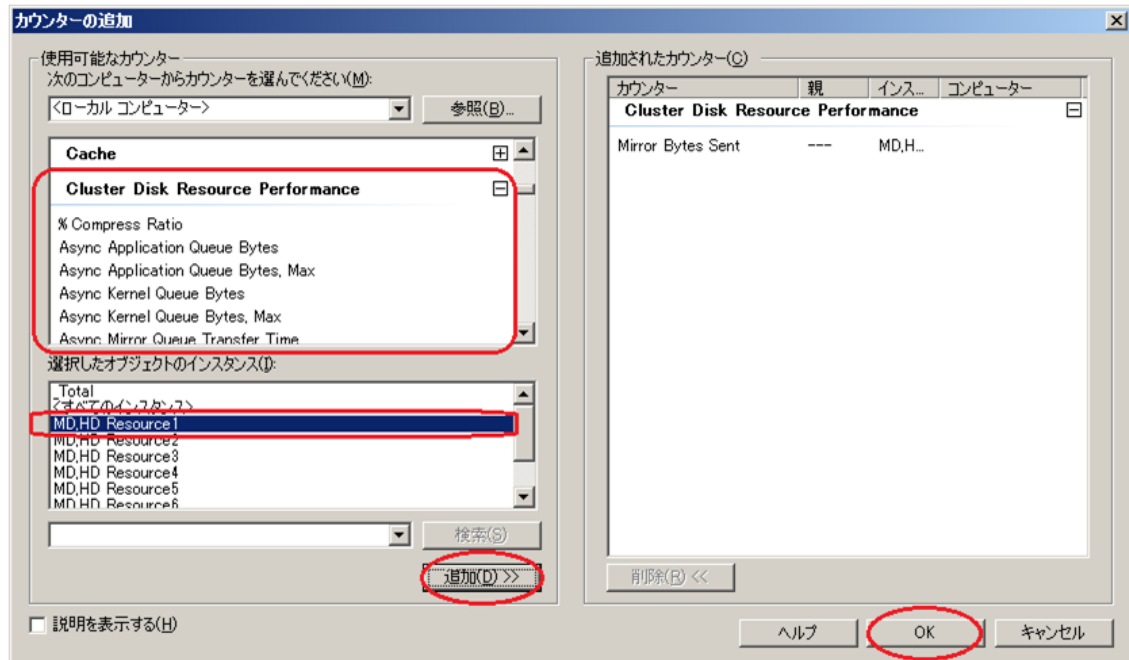 カウンターの追加
使用可能なカウンター
次のコンピューターからカウンターを選んでください(M):
<ローカル コンピューター>
参照(B)...
Cache
Cluster Disk Resource Performance
% Compress Ratio
Async Application Queue Bytes
Async Application Queue Bytes, Max
Async Kernel Queue Bytes
Async Kernel Queue Bytes, Max
Async Mirror Queue Transfer Time
選択したオブジェクトのインスタンス(I):
_Total
<すべてのインスタンス>
MD,HD Resource1
MD,HD Resource2
MD,HD Resource3
MD,HD Resource4
MD,HD Resource5
MD,HD Resource6
検索(S)
追加(D) >>
説明を表示する(H)
追加されたカウンター(C)
カウンター 親 インス... コンピューター
Cluster Disk Resource Performance
Mirror Bytes Sent --- MD,H...
削除(R) <<
ヘルプ OK キャンセル